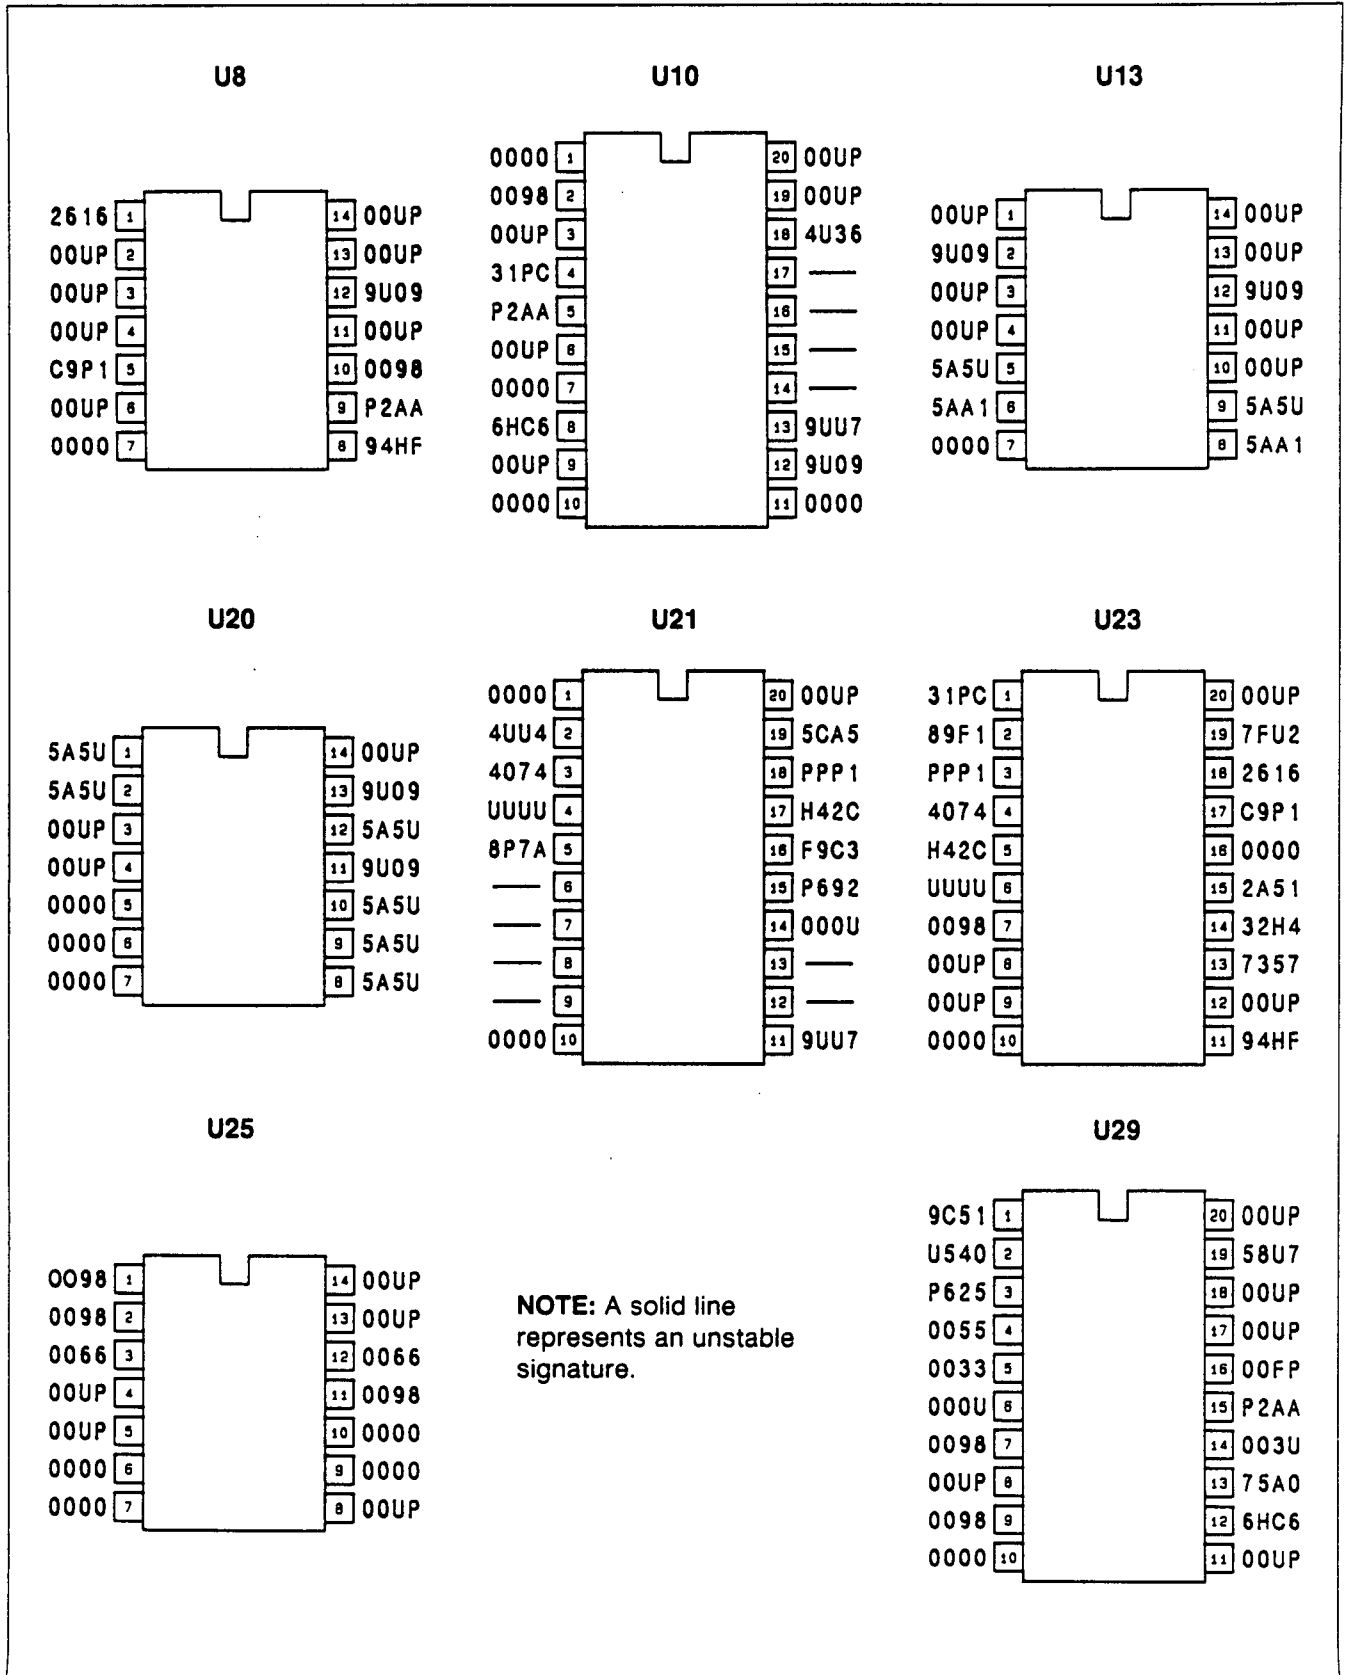 U8 U10 U13
0000 1 20 00UP
0098 2 19 00UP
2616 1 14 00UP 00UP 3 18 4U36 00UP 1 14 00UP
00UP 2 13 00UP 31PC 4 17 — 9U09 2 13 00UP
00UP 3 12 9U09 P2AA 5 16 — 00UP 3 12 9U09
00UP 4 11 00UP 00UP 6 15 — 00UP 4 11 00UP
C9P1 5 10 0098 0000 7 14 — 5A5U 5 10 00UP
00UP 6 9 P2AA 6HC6 8 13 9UU7 5AA1 6 9 5A5U
0000 7 8 94HF 00UP 9 12 9U09 0000 7 8 5AA1
0000 10 11 0000
U20 U21 U23
0000 1 20 00UP 31PC 1 20 00UP
5A5U 1 14 00UP 4UU4 2 19 5CA5 89F1 2 19 7FU2
5A5U 2 13 9U09 4074 3 18 PPP1 PPP1 3 18 2616
00UP 3 12 5A5U UUUU 4 17 H42C 4074 4 17 C9P1
00UP 4 11 9U09 8P7A 5 16 F9C3 H42C 5 16 0000
0000 5 10 5A5U — 6 15 P692 UUUU 6 15 2A51
0000 6 9 5A5U — 7 14 000U 0098 7 14 32H4
0000 7 8 5A5U — 8 13 — 00UP 8 13 7357
— 9 12 — 00UP 9 12 00UP
0000 10 11 9UU7 0000 10 11 94HF
U25 U29
9C51 1 20 00UP
U540 2 19 58U7
0098 1 14 00UP P625 3 18 00UP
0098 2 13 00UP NOTE: A solid line 0055 4 17 00UP
0066 3 12 0066 represents an unstable 0033 5 16 00FP
00UP 4 11 0098 signature. 000U 6 15 P2AA
00UP 5 10 0000 0098 7 14 003U
0000 6 9 0000 00UP 8 13 75A0
0000 7 8 00UP 0098 9 12 6HC6
0000 10 11 00UP